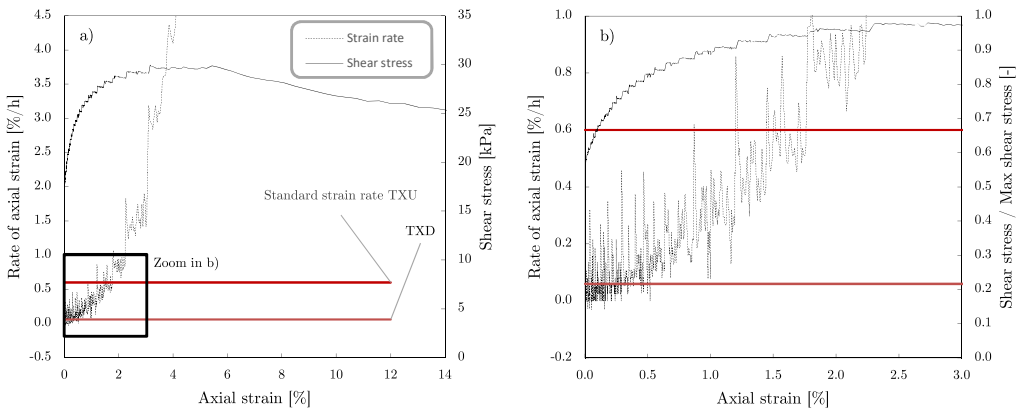 a)
Strain rate
Shear stress
Standard strain rate TXU
TXD
Zoom in b)
Rate of axial strain [%/h]
4.5
4.0
3.5
3.0
2.5
2.0
1.5
1.0
0.5
0.0
-0.5
Shear stress [kPa]
35
30
25
20
15
10
5
0
0 2 4 6 8 10 12 14
Axial strain [%]
b)
Rate of axial strain [%/h]
1.0
0.8
0.6
0.4
0.2
0.0
-0.2
Shear stress / Max shear stress [-]
1.0
0.9
0.8
0.7
0.6
0.5
0.4
0.3
0.2
0.1
0.0
0.0 0.5 1.0 1.5 2.0 2.5 3.0
Axial strain [%]